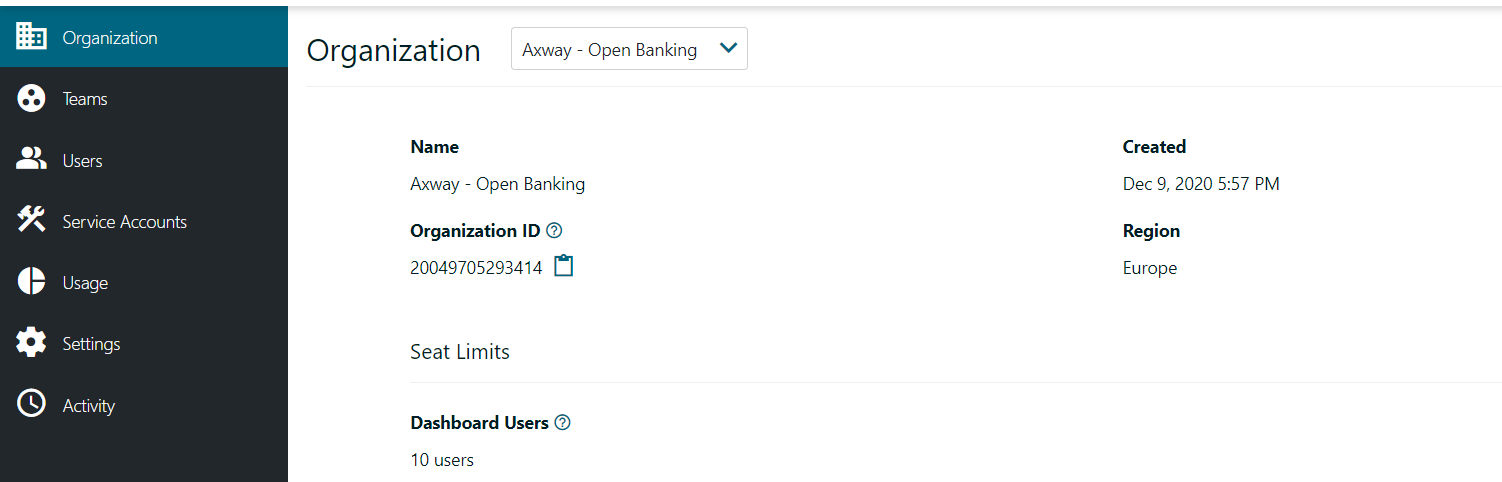 Organization
Teams
Users
Service Accounts
Usage
Settings
Activity
Organization
Axway - Open Banking
Name
Axway - Open Banking
Created
Dec 9, 2020 5:57 PM
Organization ID
20049705293414
Region
Europe
Seat Limits
Dashboard Users
10 users